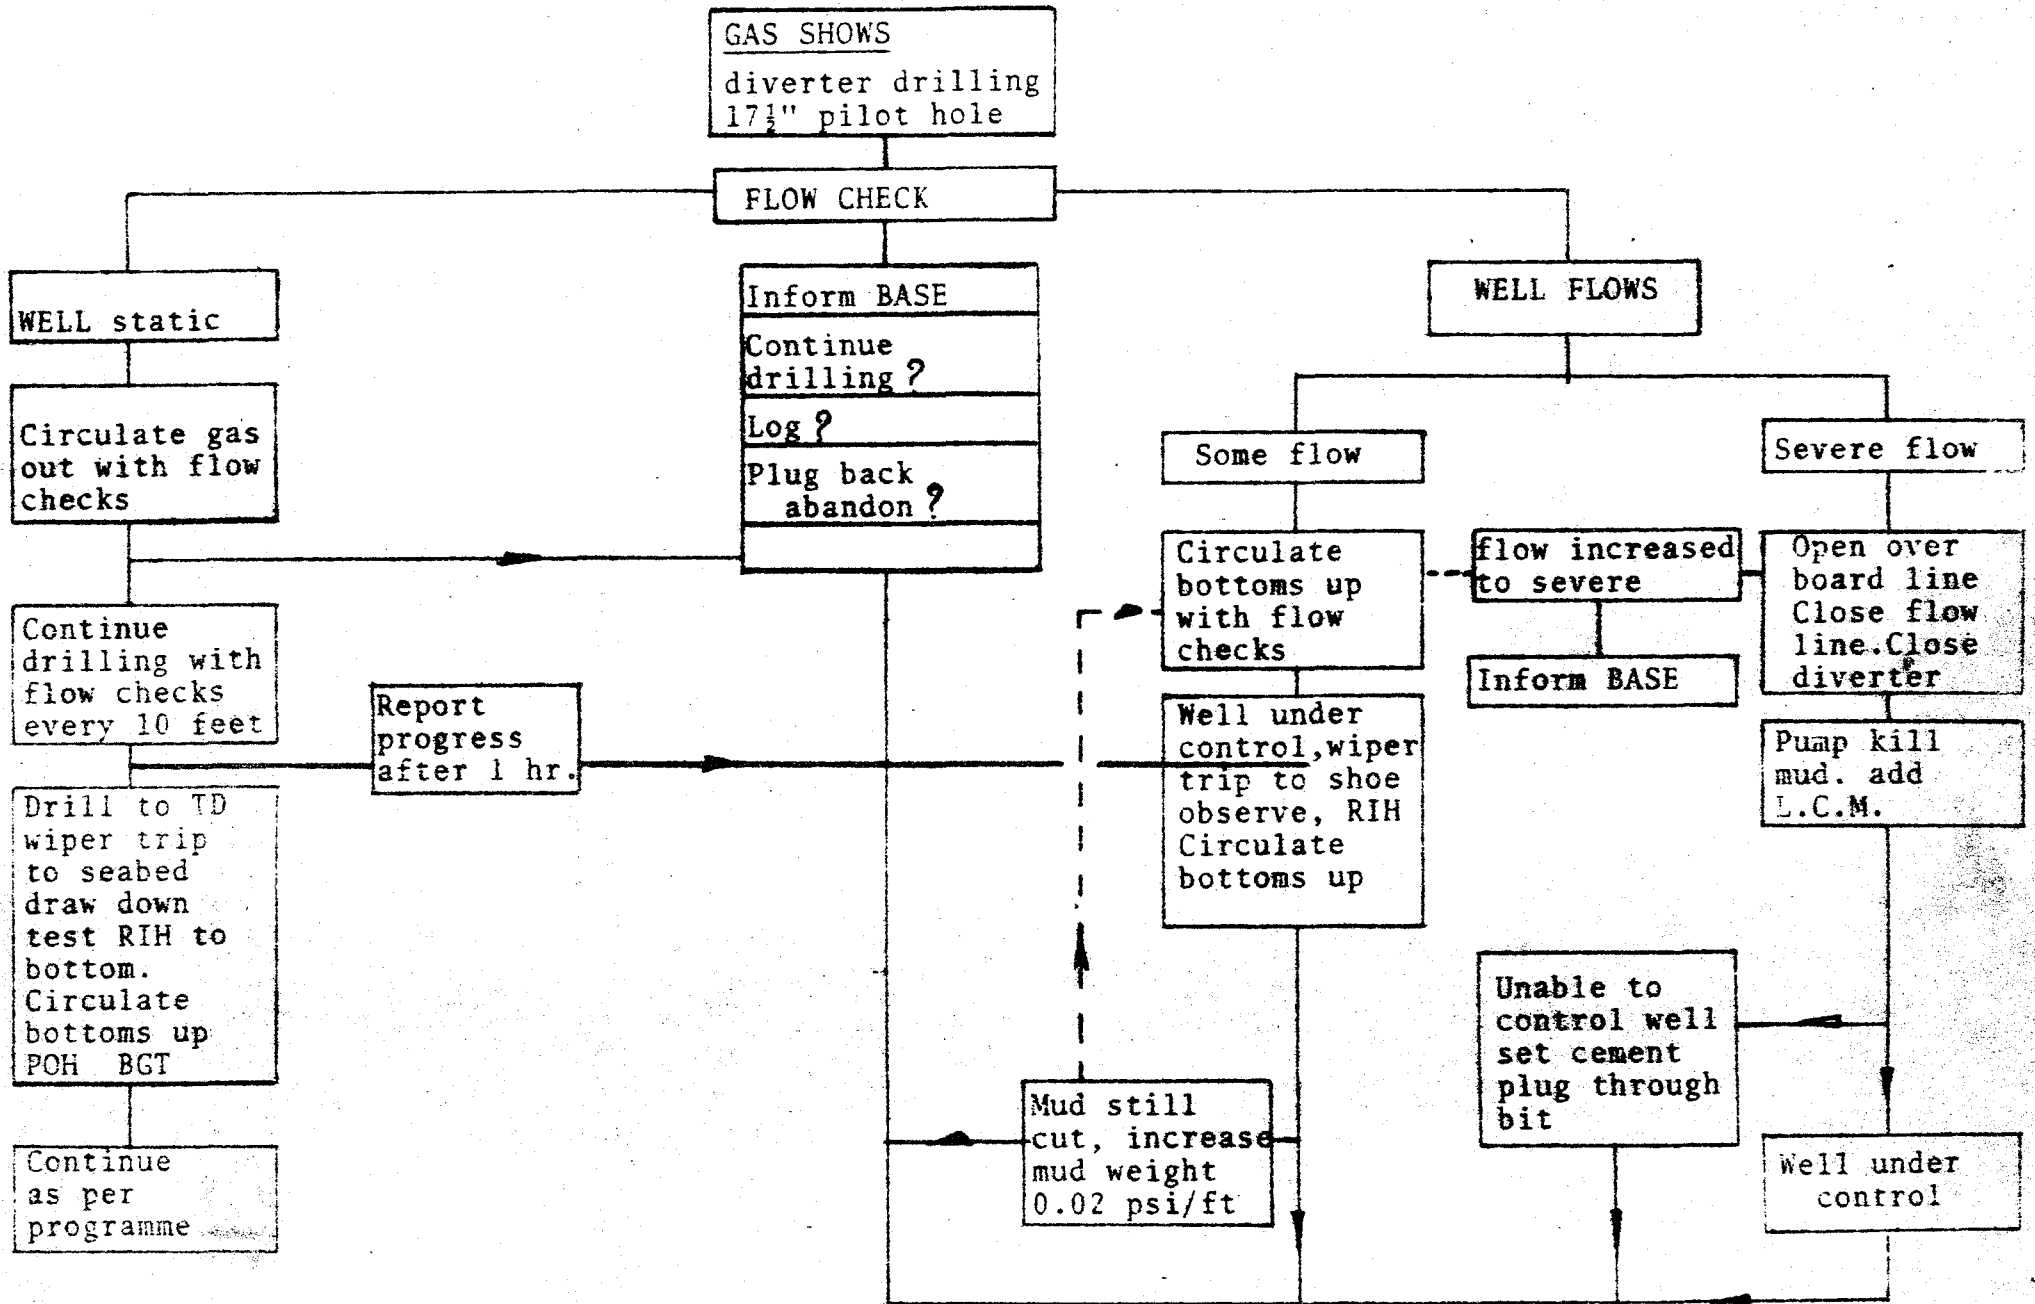 GAS SHOWS
diverter drilling
17½" pilot hole
FLOW CHECK
WELL static
Circulate gas
out with flow
checks
Continue
drilling with
flow checks
every 10 feet
Report
progress
after 1 hr.
Drill to TD
wiper trip
to seabed
draw down
test RIH to
bottom.
Circulate
bottoms up
POH BGT
Continue
as per
programme
Inform BASE
Continue
drilling ?
Log ?
Plug back
abandon ?
WELL FLOWS
Some flow
Circulate
bottoms up
with flow
checks
Well under
control,wiper
trip to shoe
observe, RIH
Circulate
bottoms up
Mud still
cut, increase
mud weight
0.02 psi/ft
flow increased
to severe
Inform BASE
Severe flow
Open over
board line
Close flow
line.Close
diverter
Pump kill
mud. add
L.C.M.
Unable to
control well
set cement
plug through
bit
Well under
control